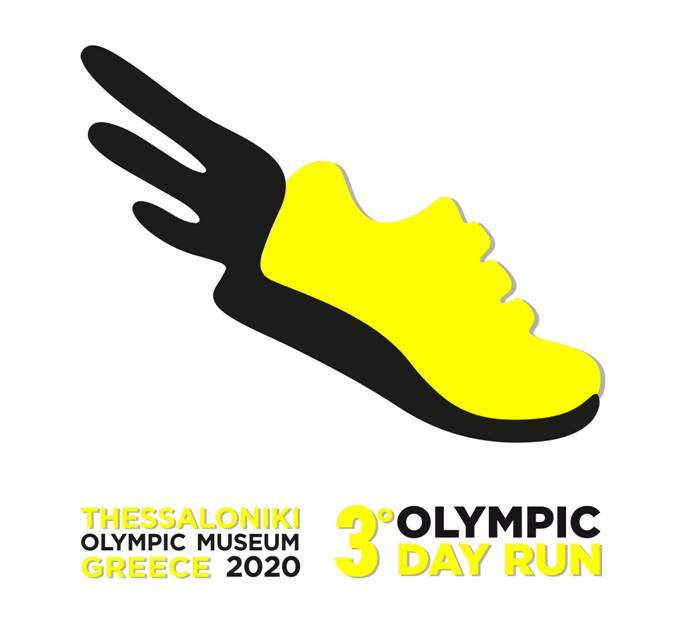 THESSALONIKI
OLYMPIC MUSEUM
GREECE 2020
3° OLYMPIC
DAY RUN